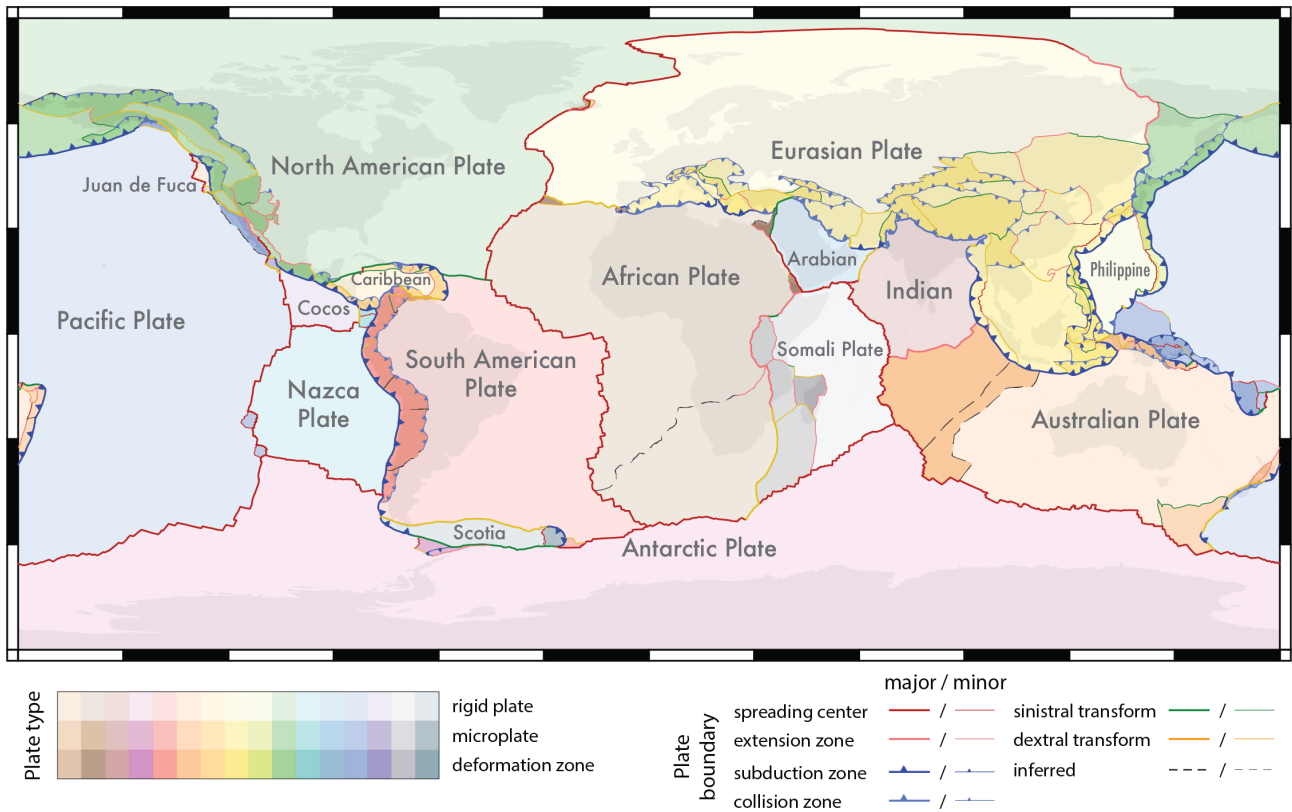 North American Plate
Eurasian Plate
Juan de Fuca
Arabian
African Plate
Philippine
Caribbean
Indian
Cocos
Pacific Plate
Somali Plate
South American
Plate
Nazca
Plate
Australian Plate
Scotia
Antarctic Plate
Plate type
rigid plate
microplate
deformation zone
Plate
boundary
major / minor
spreading center / sinistral transform /
extension zone / dextral transform /
subduction zone / inferred /
collision zone /